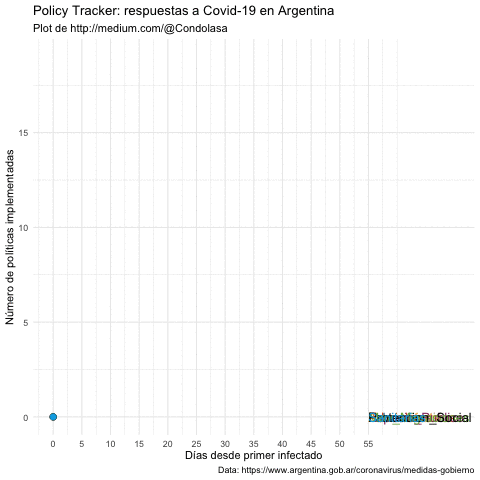 Policy Tracker: respuestas a Covid-19 en Argentina
Plot de http://medium.com/@Condolasa
Número de políticas implementadas
15
10
5
0
0 5 10 15 20 25 30 35 40 45 50 55
Días desde primer infectado
Data: https://www.argentina.gob.ar/coronavirus/medidas-gobierno